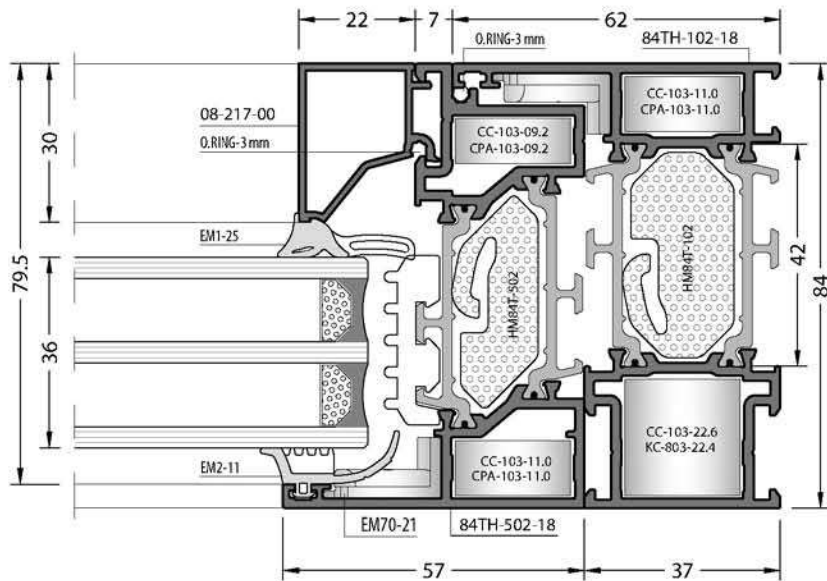 22
7
62
O.RING-3 mm
84TH-102-18
08-217-00
O.RING-3 mm
CC-103-11.0
CPA-103-11.0
CC-103-09.2
CPA-103-09.2
30
79.5
EM1-25
36
HM84T-502
HM84T-102
42
84
CC-103-22.6
KC-803-22.4
CC-103-11.0
CPA-103-11.0
EM2-11
EM70-21
84TH-502-18
57
37